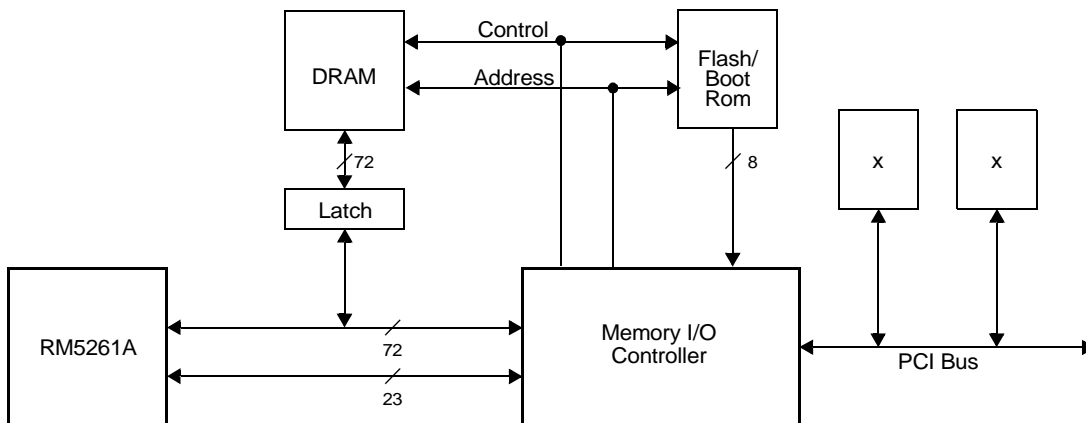 Control
DRAM
Flash/
Boot
Rom
Address
72
8
x
x
Latch
RM5261A
72
23
Memory I/O
Controller
PCI Bus